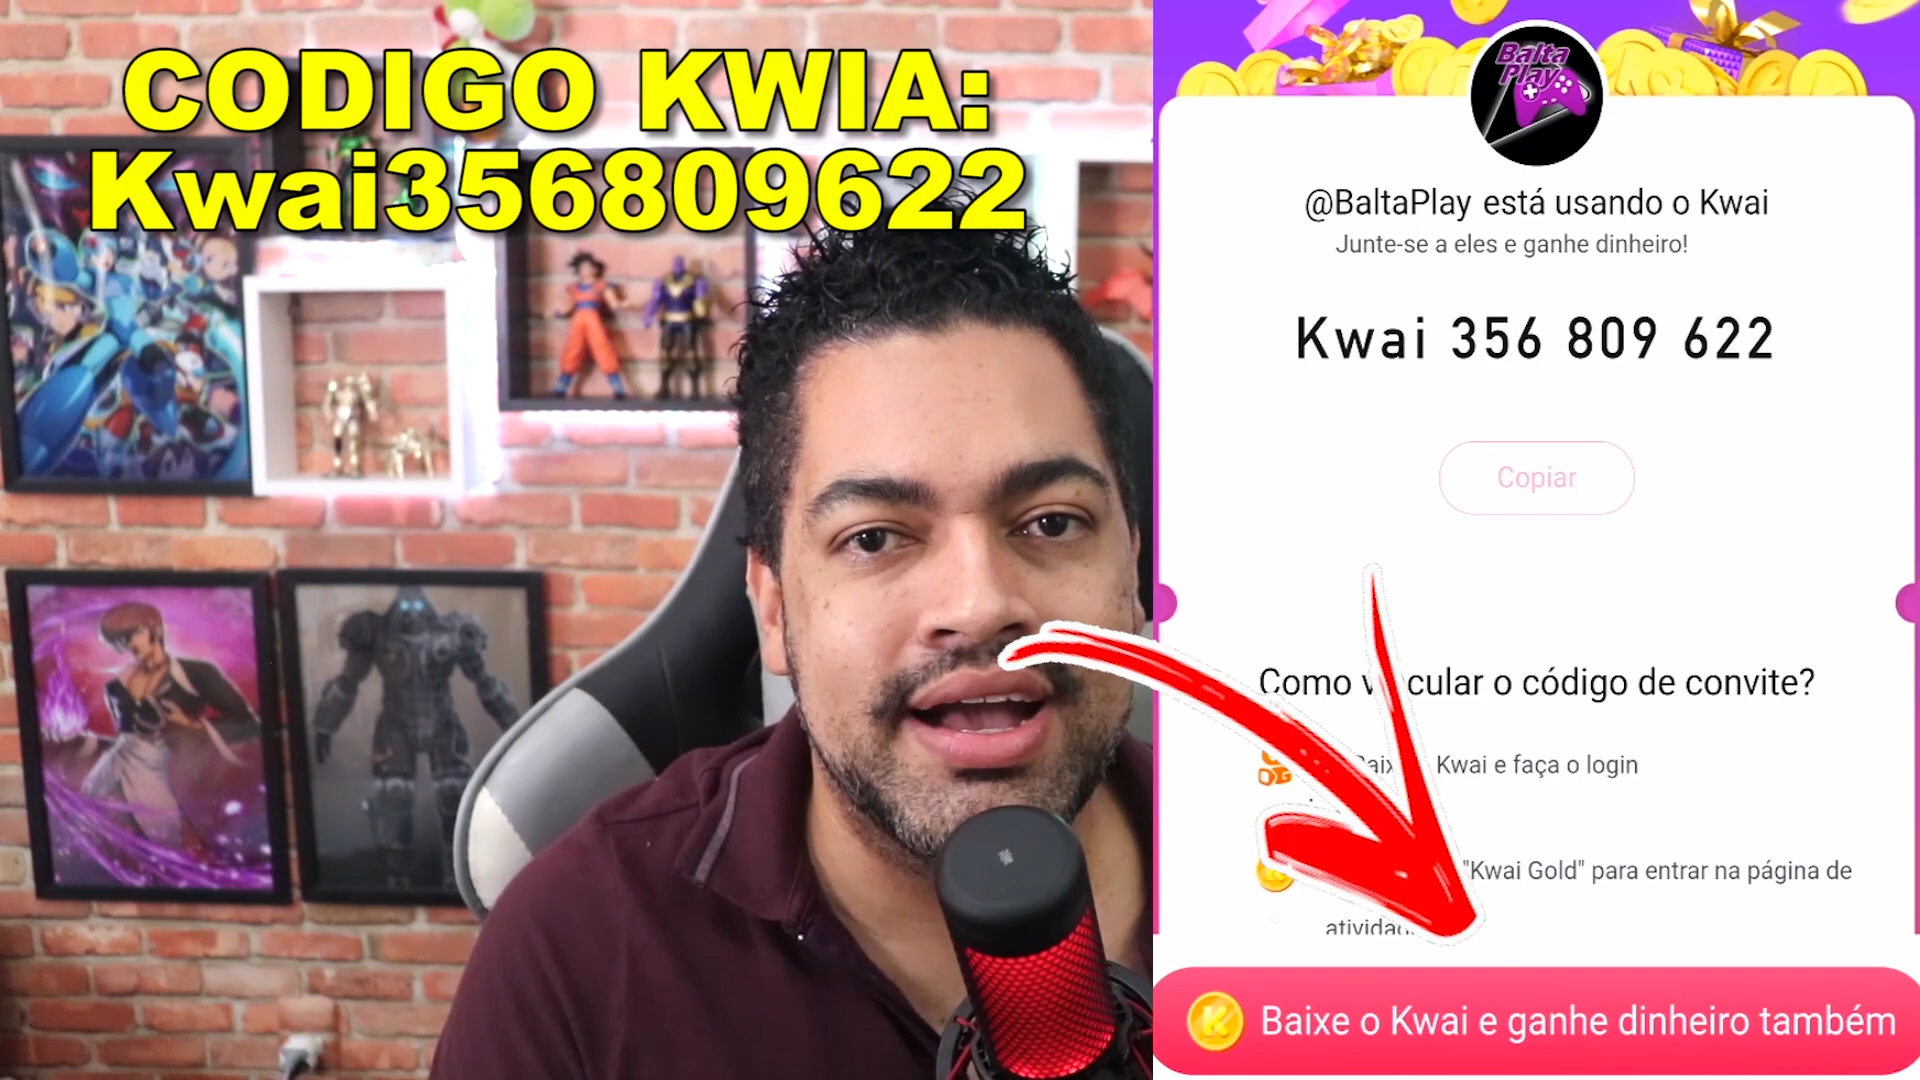 CODIGO KWIA:
Kwai356809622
Balta
Play
@BaltaPlay está usando o Kwai
Junte-se a eles e ganhe dinheiro!
Kwai 356 809 622
Copiar
Como cular o código de convite?
Kwai e faça o login
"Kwai Gold" para entrar na página de
Baixe o Kwai e ganhe dinheiro também